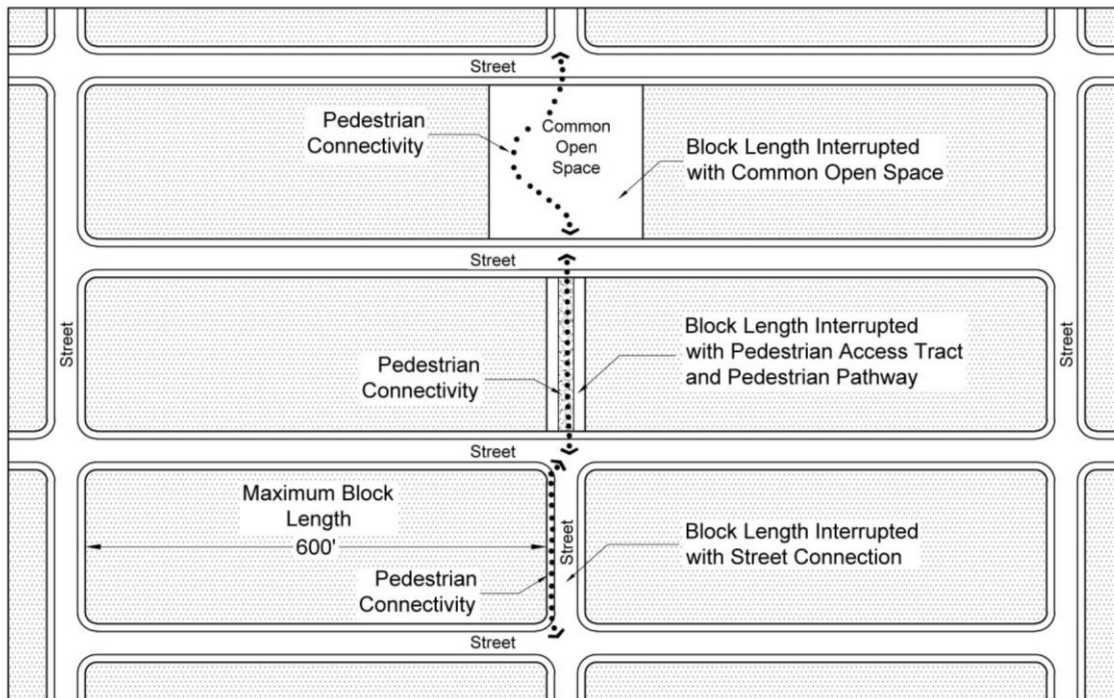 Street
Pedestrian
Connectivity
Common
Open
Space
Block Length Interrupted
with Common Open Space
Street
Street
Pedestrian
Connectivity
Block Length Interrupted
with Pedestrian Access Tract
and Pedestrian Pathway
Street
Street
Maximum Block
Length
600'
Pedestrian
Connectivity
Street
Block Length Interrupted
with Street Connection
Street